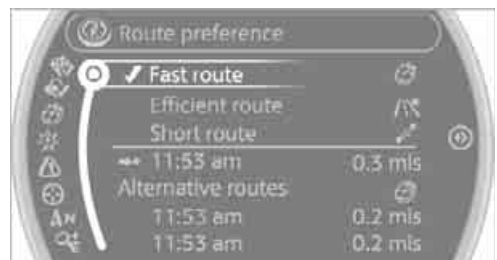 Route preference
Fast route
Efficient route
Short route
11:53 am 0.3 mls
Alternative routes
11:53 am 0.2 mls
11:53 am 0.2 mls
N